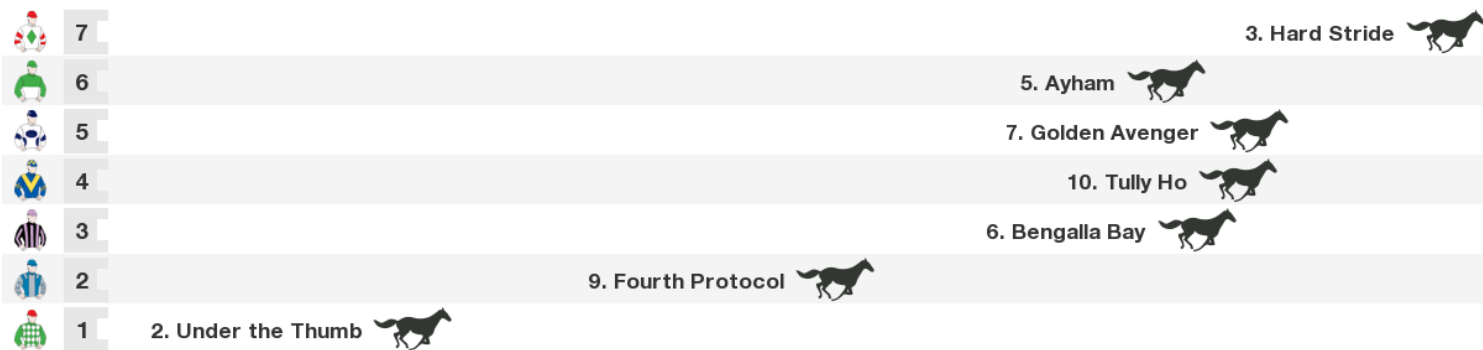 7 3. Hard Stride
6 5. Ayham
5 7. Golden Avenger
4 10. Tully Ho
3 6. Bengalla Bay
2 9. Fourth Protocol
1 2. Under the Thumb